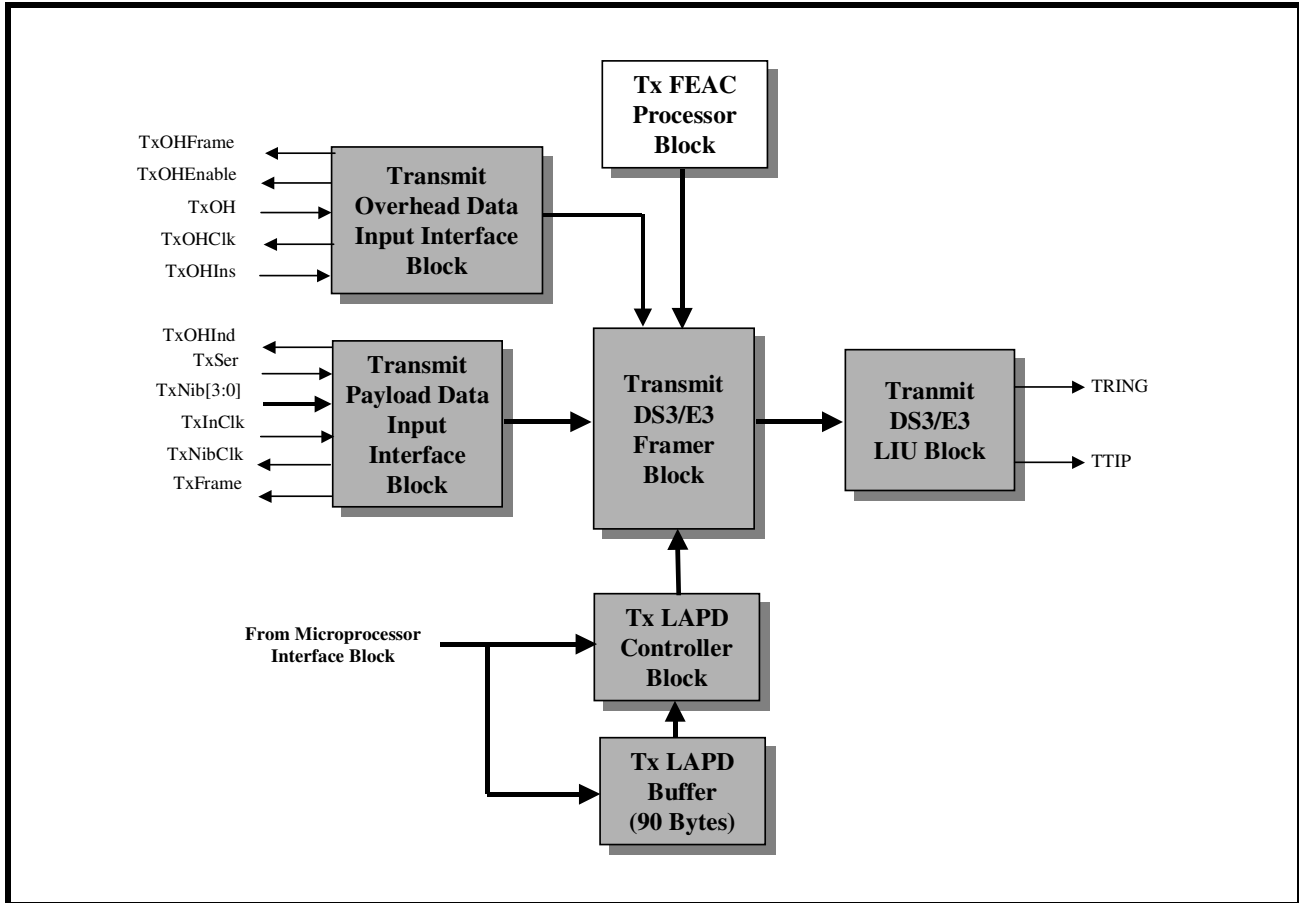 Tx FEAC
Processor
Block
TxOHFrame
TxOHEnable
TxOH
TxOHClk
TxOHIns
Transmit
Overhead Data
Input Interface
Block
TxOHInd
TxSer
TxNib[3:0]
TxInClk
TxNibClk
TxFrame
Transmit
Payload Data
Input
Interface
Block
Transmit
DS3/E3
Framer
Block
Tranmit
DS3/E3
LIU Block
TRING
TTIP
From Microprocessor
Interface Block
Tx LAPD
Controller
Block
Tx LAPD
Buffer
(90 Bytes)